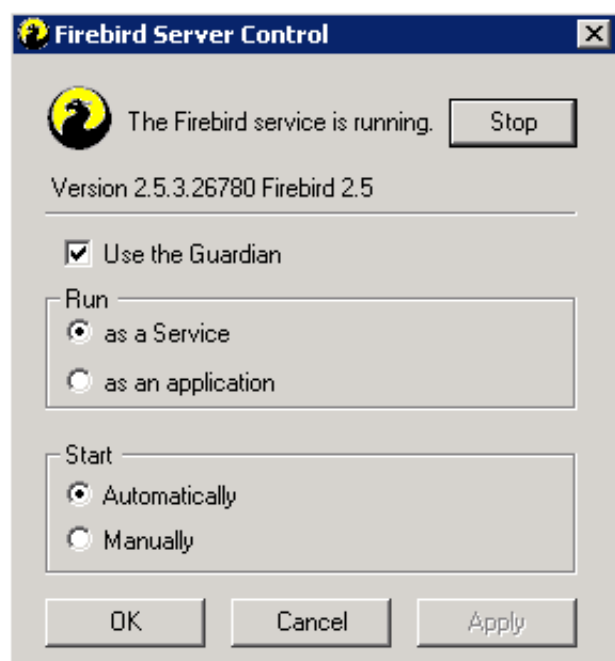 Firebird Server Control
The Firebird service is running. Stop
Version 2.5.3.26780 Firebird 2.5
Use the Guardian
Run
as a Service
as an application
Start
Automatically
Manually
OK Cancel Apply